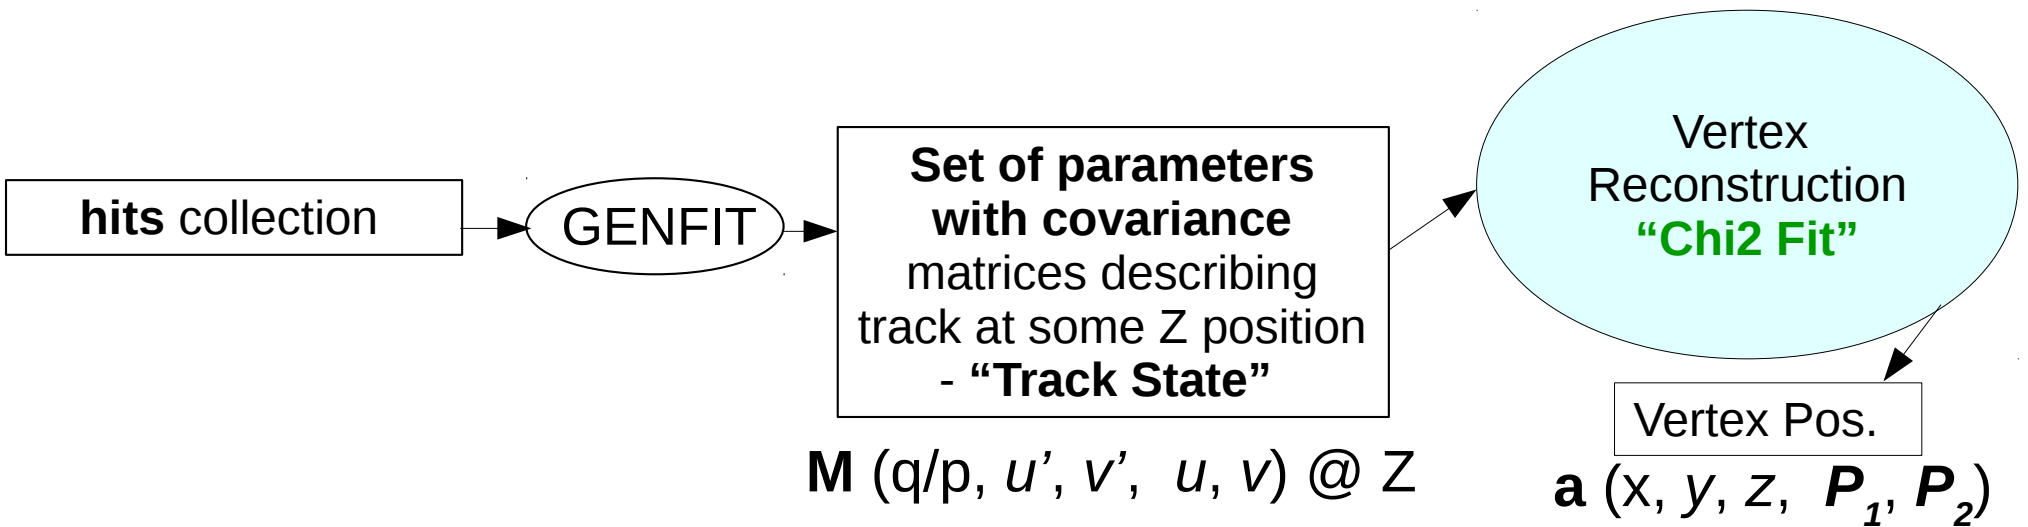 hits collection
GENFIT
Set of parameters
with covariance
matrices describing
track at some Z position
- “Track State”
M (q/p, u’, v’, u, v) @ Z
Vertex
Reconstruction
“Chi2 Fit”
Vertex Pos.
a (x, y, z, P1, P2)